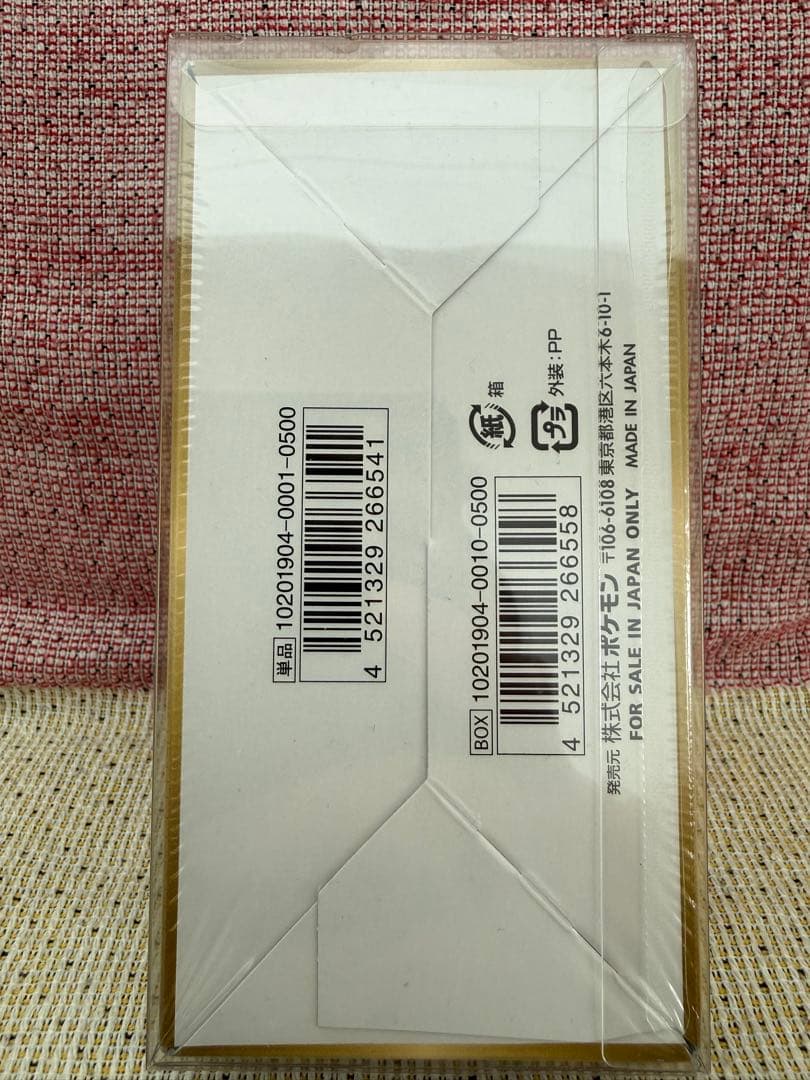 単品 10201904-0001-0500
4 521329 266541
紙 箱
プラ 外装:PP
BOX 10201904-0010-0500
4 521329 266558
発売元 株式会社 ポケモン 〒106-6108 東京都港区六本木6-10-1
FOR SALE IN JAPAN ONLY MADE IN JAPAN